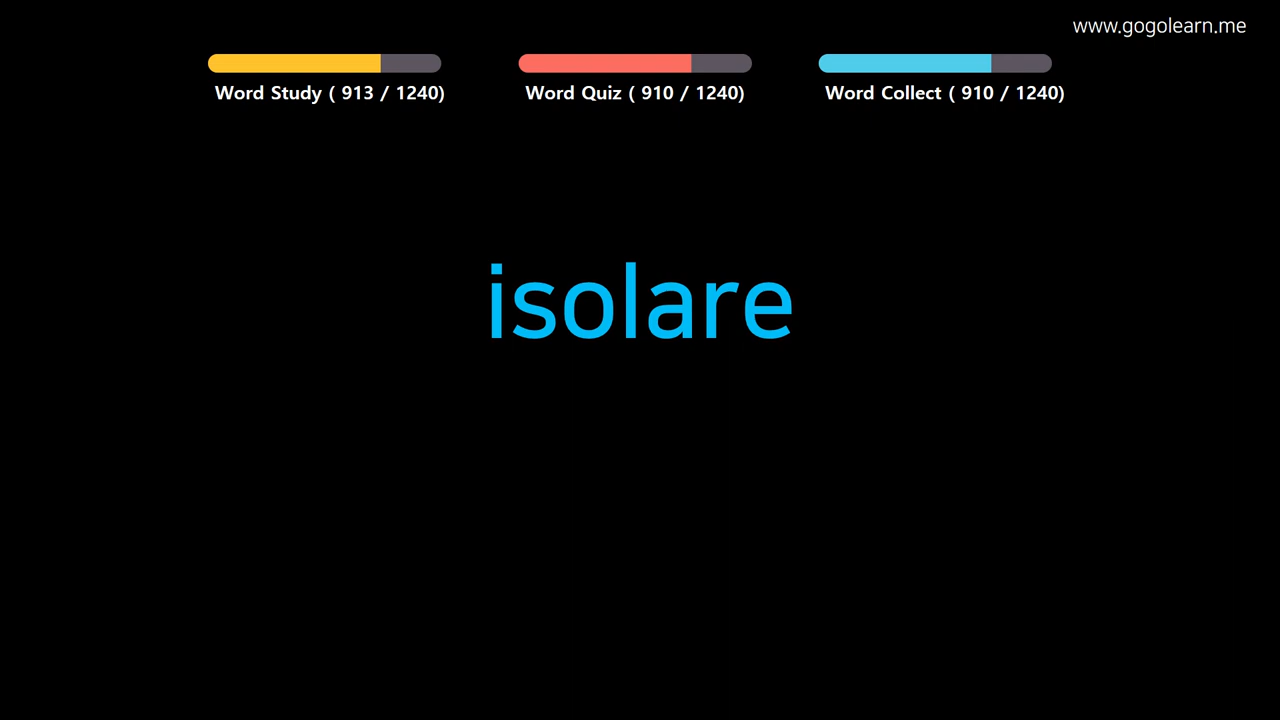 www.gogolearn.me
Word Study ( 913 / 1240)
Word Quiz ( 910 / 1240)
Word Collect ( 910 / 1240)
isolare